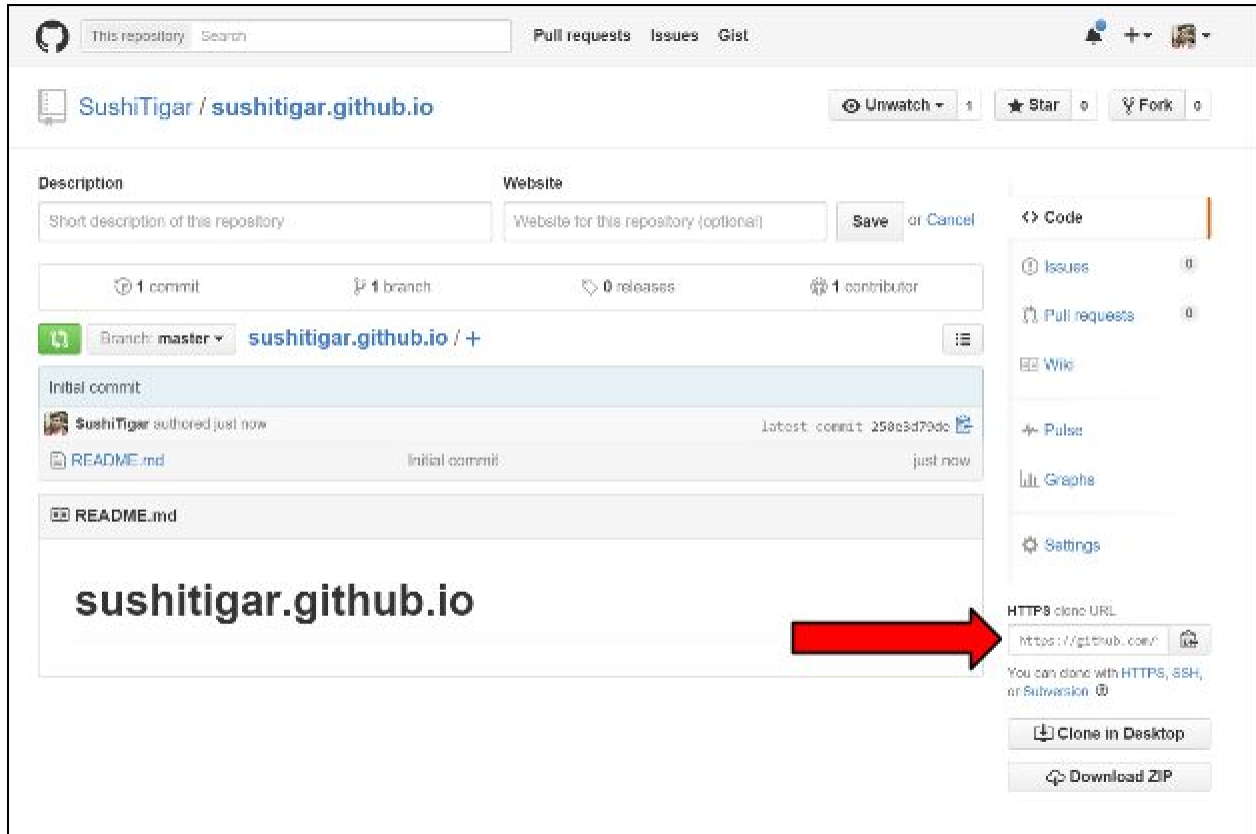 This repository Search Pull requests Issues Gist
SushiTigar / sushitigar.github.io Unwatch 1 Star 0 Fork 0
Description Website
Short description of this repository Website for this repository (optional) Save or Cancel
1 commit 1 branch 0 releases 1 contributor
Branch: master sushitigar.github.io / +
Initial commit
SushiTigar authored just now latest commit 258e3d79dc
README.md Initial commit just now
README.md
sushitigar.github.io
<> Code
Issues 0
Pull requests 0
Wiki
Pulse
Graphs
Settings
HTTPS clone URL
https://github.com/
You can clone with HTTPS, SSH,
or Subversion.
Clone in Desktop
Download ZIP